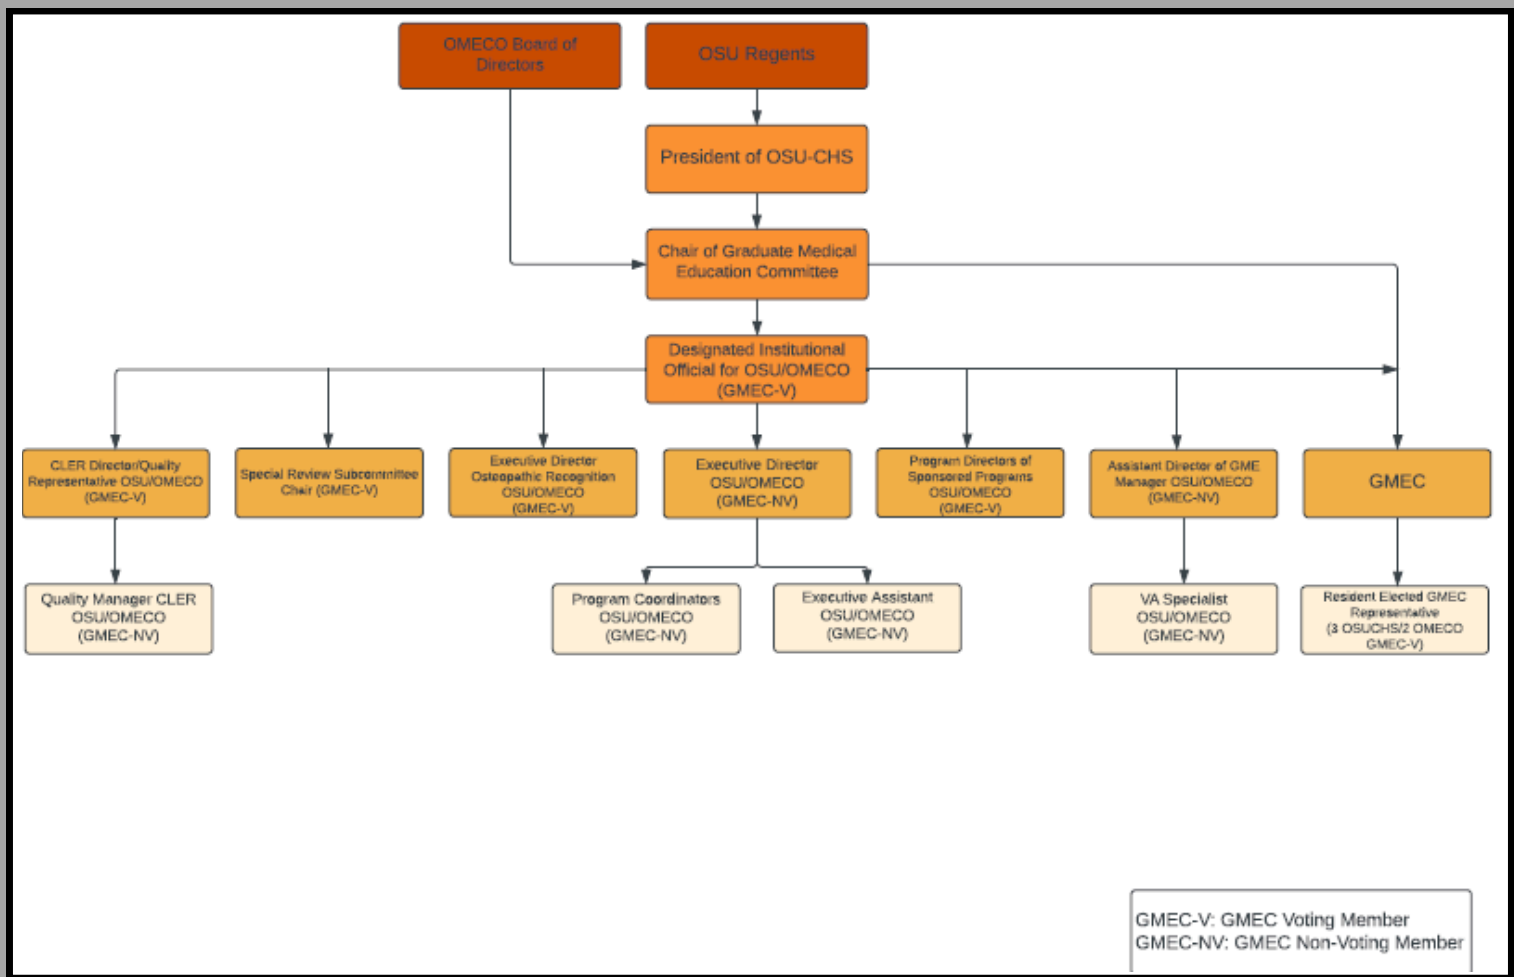 OMECO Board of
Directors
OSU Regents
President of OSU-CHS
Chair of Graduate Medical
Education Committee
Designated Institutional
Official for OSU/OMECO
(GMEC-V)
CLER Director/Quality
Representative OSU/OMECO
(GMEC-V)
Special Review Subcommittee
Chair (GMEC-V)
Executive Director
Osteopathic Recognition
OSU/OMECO
(GMEC-V)
Executive Director
OSU/OMECO
(GMEC-NV)
Program Directors of
Sponsored Programs
OSU/OMECO
(GMEC-V)
Assistant Director of GME
Manager OSU/OMECO
(GMEC-NV)
GMEC
Quality Manager CLER
OSU/OMECO
(GMEC-NV)
Program Coordinators
OSU/OMECO
(GMEC-NV)
Executive Assistant
OSU/OMECO
(GMEC-NV)
VA Specialist
OSU/OMECO
(GMEC-NV)
Resident Elected GMEC
Representative
(3 OSUCHS/2 OMECO
GMEC-V)
GMEC-V: GMEC Voting Member
GMEC-NV: GMEC Non-Voting Member